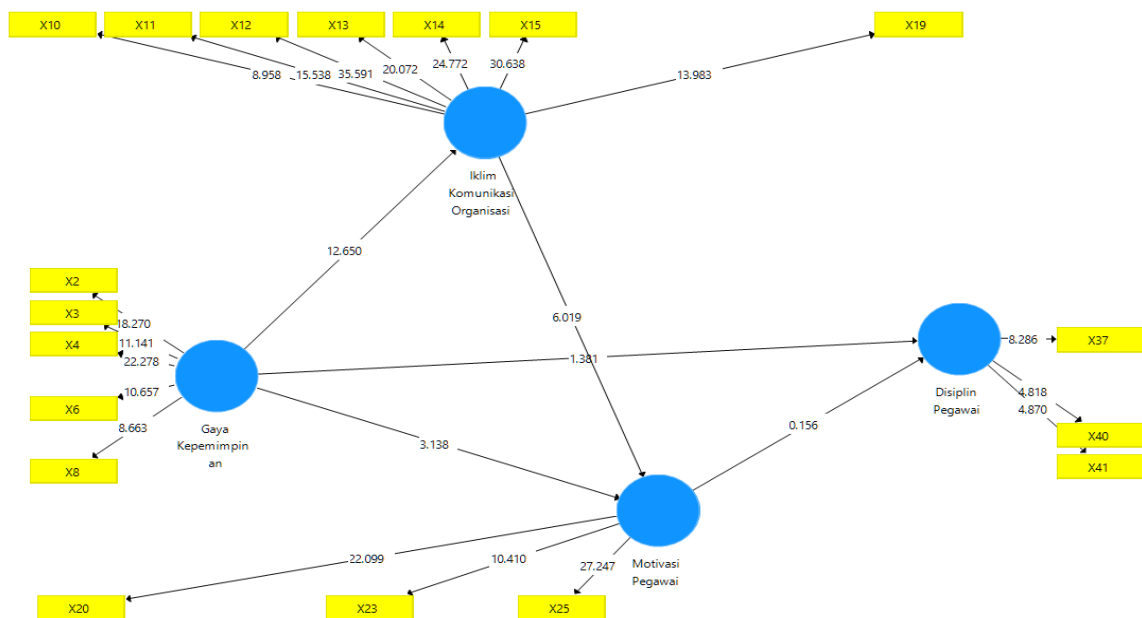 X10
X11
X12
X13
X14
X15
X19
8.958
15.538
35.591
20.072
24.772
30.638
13.983
Iklim
Komunikasi
Organisasi
12.650
X2
X3
X4
X6
X8
18.270
11.141
22.278
10.657
8.663
Gaya
Kepemimpin
an
6.019
1.381
3.138
0.156
Disiplin
Pegawai
8.286
4.818
4.870
X37
X40
X41
Motivasi
Pegawai
22.099
10.410
27.247
X20
X23
X25